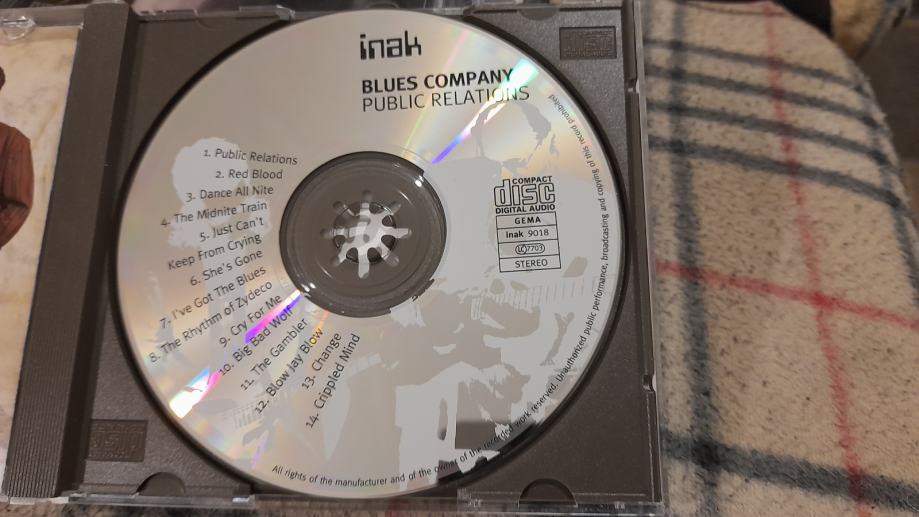 inak
BLUES COMPANY
PUBLIC RELATIONS
1. Public Relations
2. Red Blood
3. Dance All Nite
4. The Midnite Train
5. Just Can't
Keep From Crying
6. She's Gone
7. I've Got The Blues
8. The Rhythm of Zydeco
9. Cry For Me
10. Big Bad Wolf
11. The Gambler
12. Blow Jay Blow
13. Change
14. Crippled Mind
COMPACT
disc
DIGITAL AUDIO
GEMA
inak 9018
LC 7703
STEREO
All rights of the manufacturer and of the owner of the recorded work reserved. Unauthorized public performance, broadcasting and copying of this record prohibited